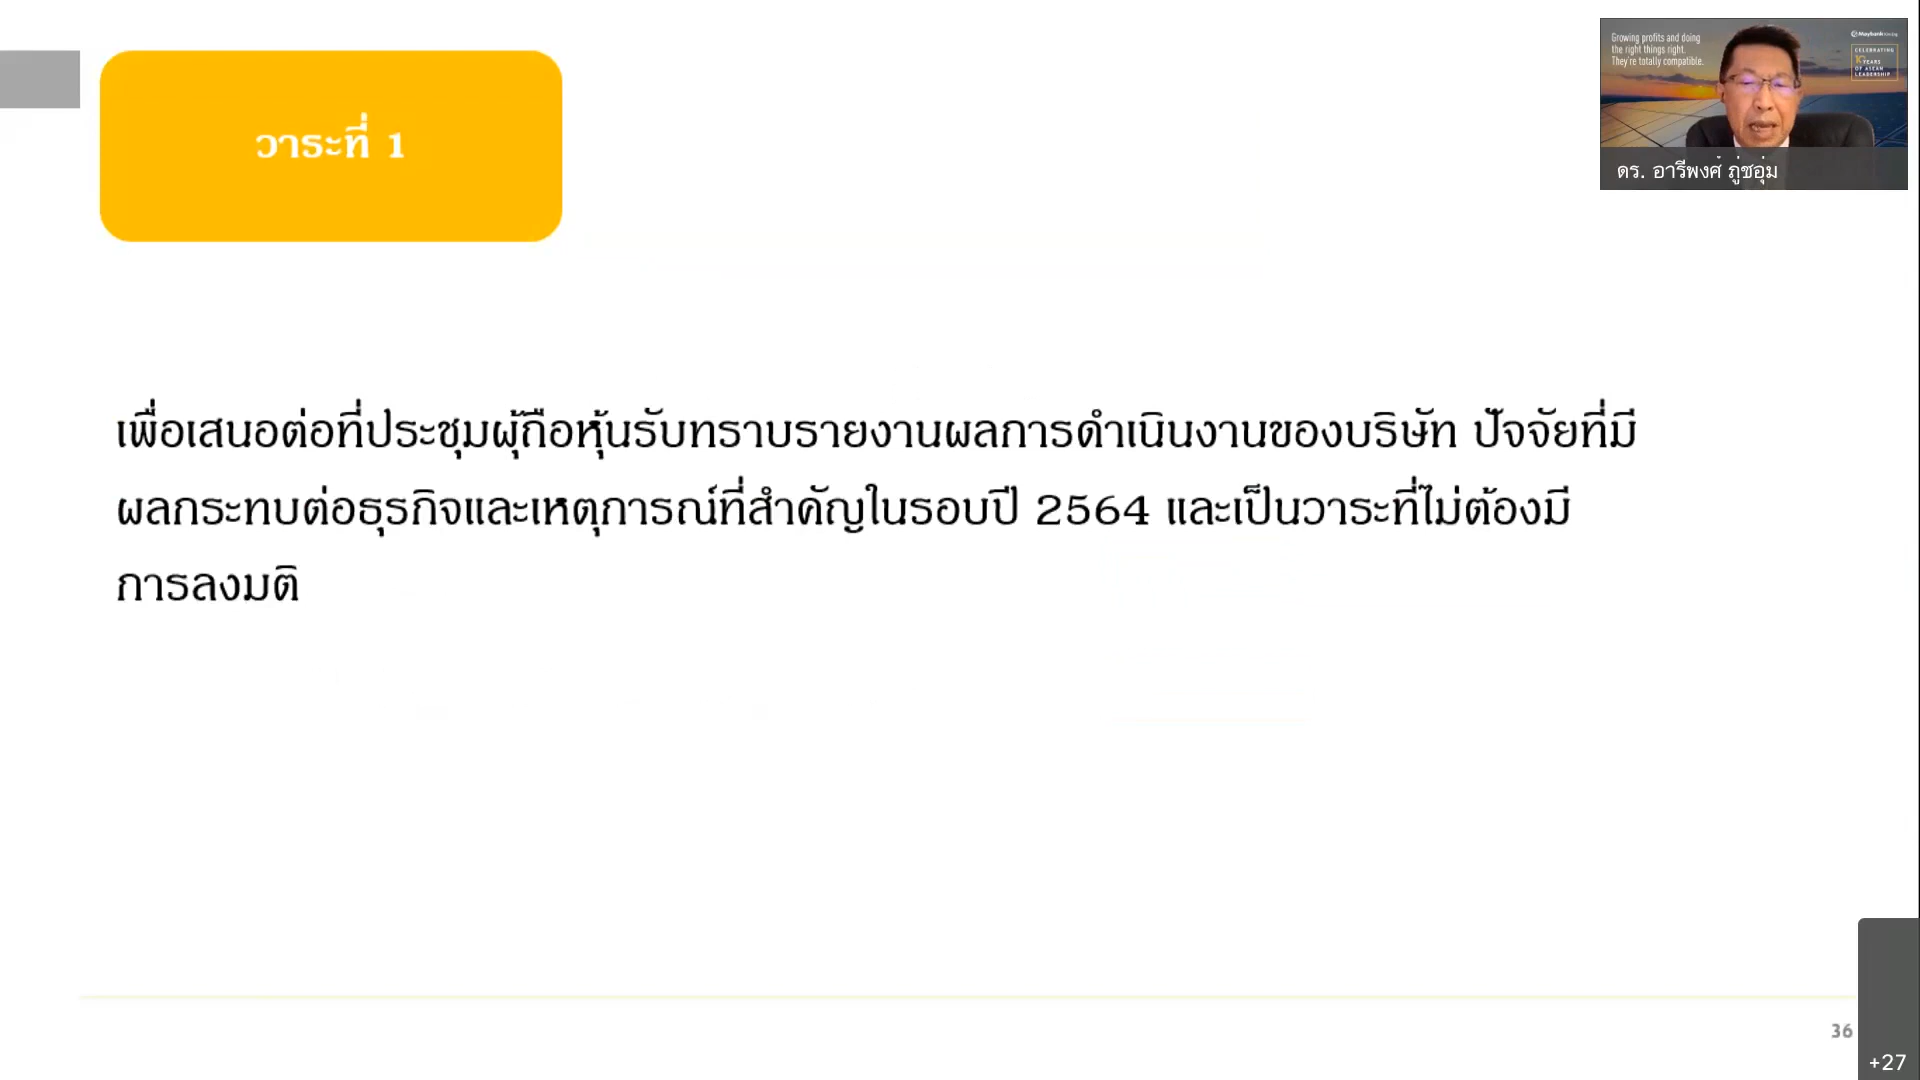 วาระที่ 1
Growing profits and doing
the right things right.
They're totally compatible.
Maybank
CELEBRATING
10 YEARS
OF ASEAN
LEADERSHIP
ดร. อารีพงศ์ ภู่ชอุ่ม
เพื่อเสนอต่อที่ประชุมผู้ถือหุ้นรับทราบรายงานผลการดำเนินงานของบริษัท ปัจจัยที่มี
ผลกระทบต่อธุรกิจและเหตุการณ์ที่สำคัญในรอบปี 2564 และเป็นวาระที่ไม่ต้องมี
การลงมติ
36
+27